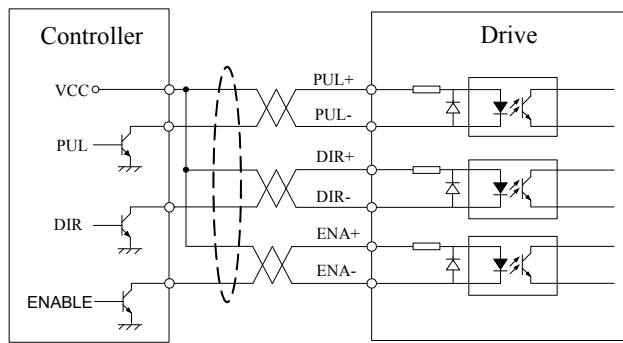 Controller
Drive
VCC
PUL
DIR
ENABLE
PUL+
PUL-
DIR+
DIR-
ENA+
ENA-